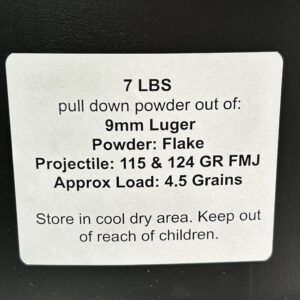 7 LBS
pull down powder out of:
9mm Luger
Powder: Flake
Projectile: 115 & 124 GR FMJ
Approx Load: 4.5 Grains
Store in cool dry area. Keep out
of reach of children.